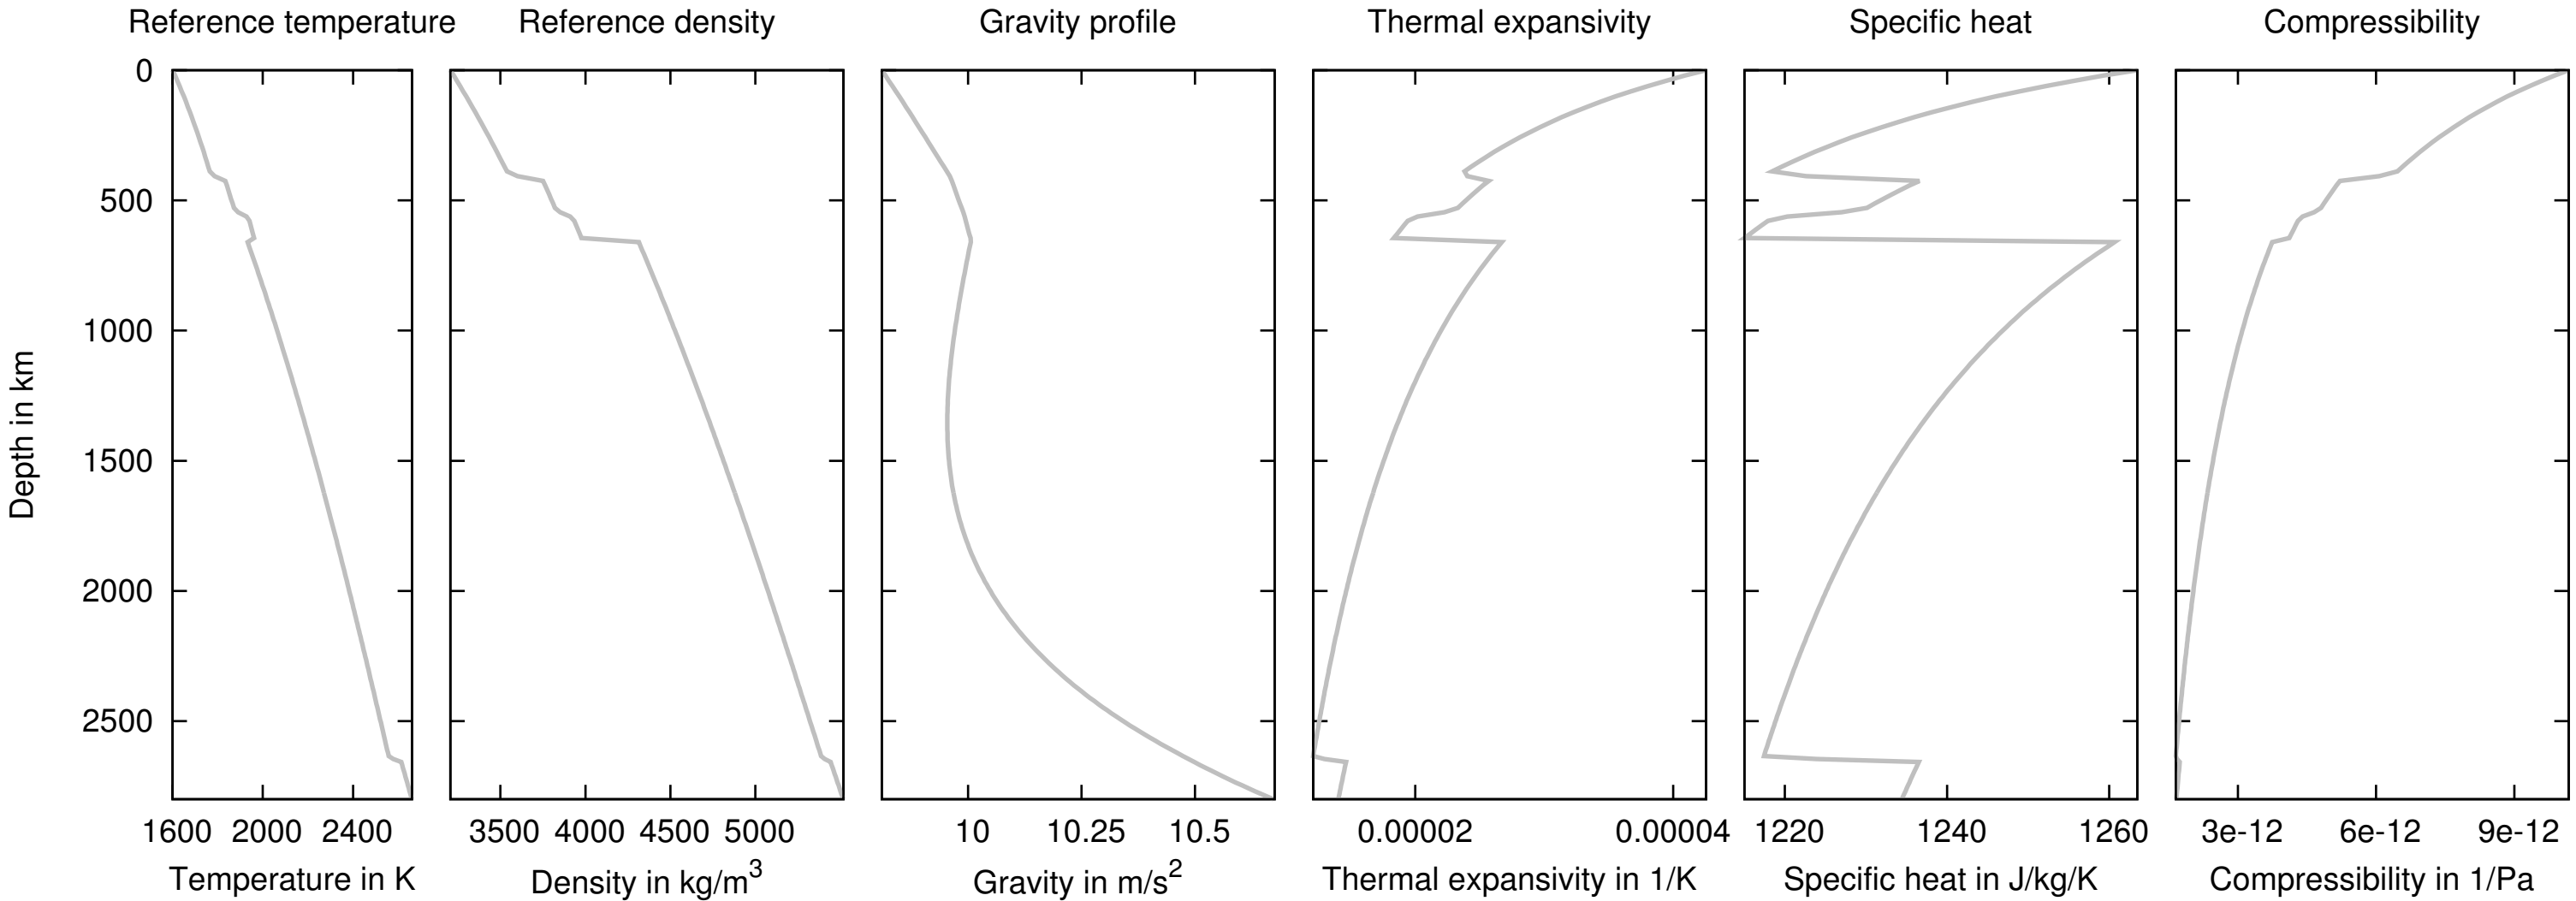 Reference temperature
Reference density
Gravity profile
Thermal expansivity
Specific heat
Compressibility
Depth in km
0
500
1000
1500
2000
2500
1600 2000 2400
3500 4000 4500 5000
10 10.25 10.5
0.00002 0.00004
1220 1240 1260
3e-12 6e-12 9e-12
Temperature in K
Density in kg/m³
Gravity in m/s²
Thermal expansivity in 1/K
Specific heat in J/kg/K
Compressibility in 1/Pa